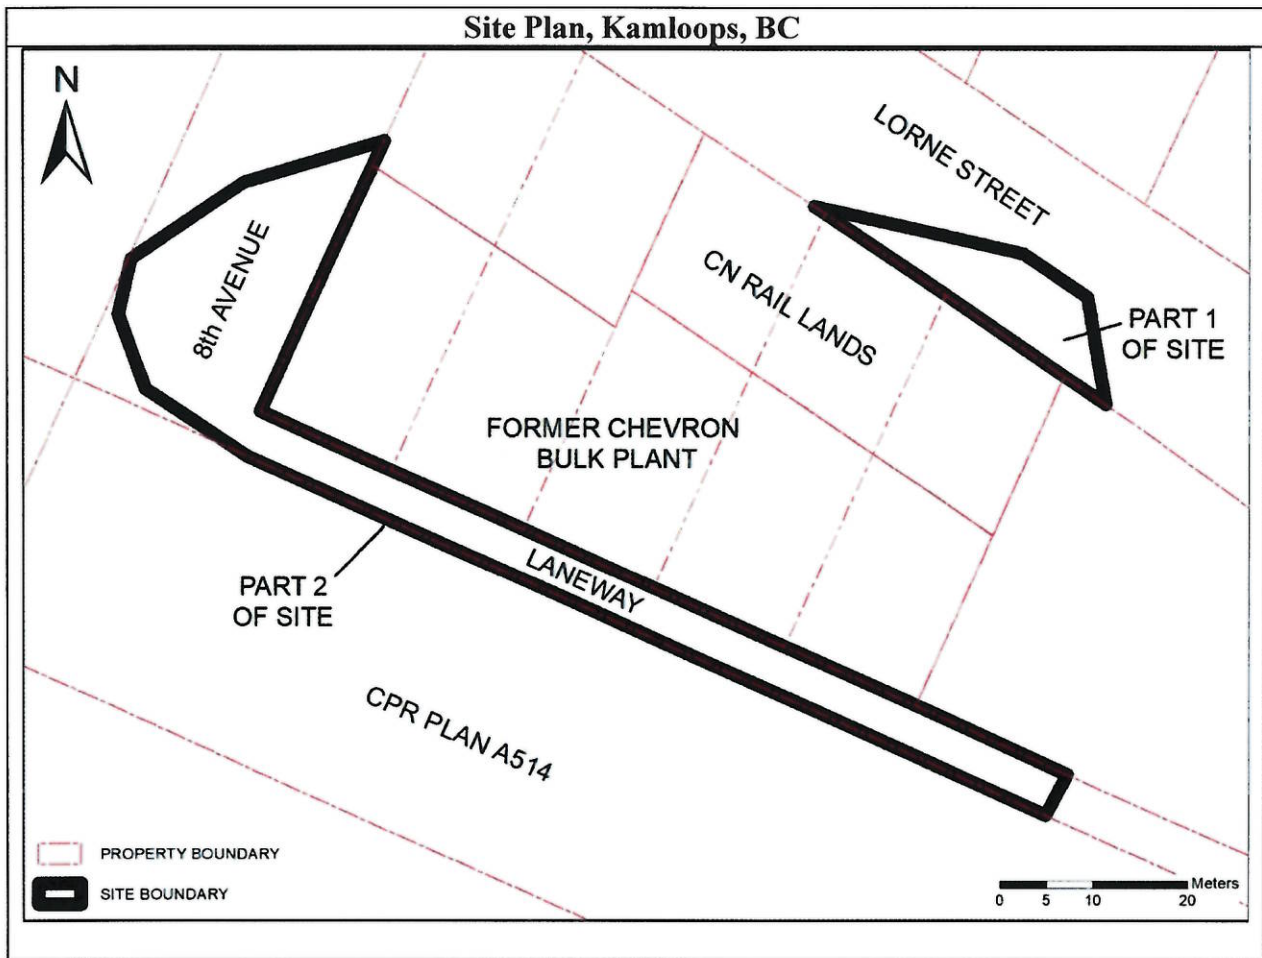 Site Plan, Kamloops, BC
N
LORNE STREET
8th AVENUE
CN RAIL LANDS
PART 1
OF SITE
FORMER CHEVRON
BULK PLANT
LANEWAY
PART 2
OF SITE
CPR PLAN A514
PROPERTY BOUNDARY
SITE BOUNDARY
Meters
0 5 10 20